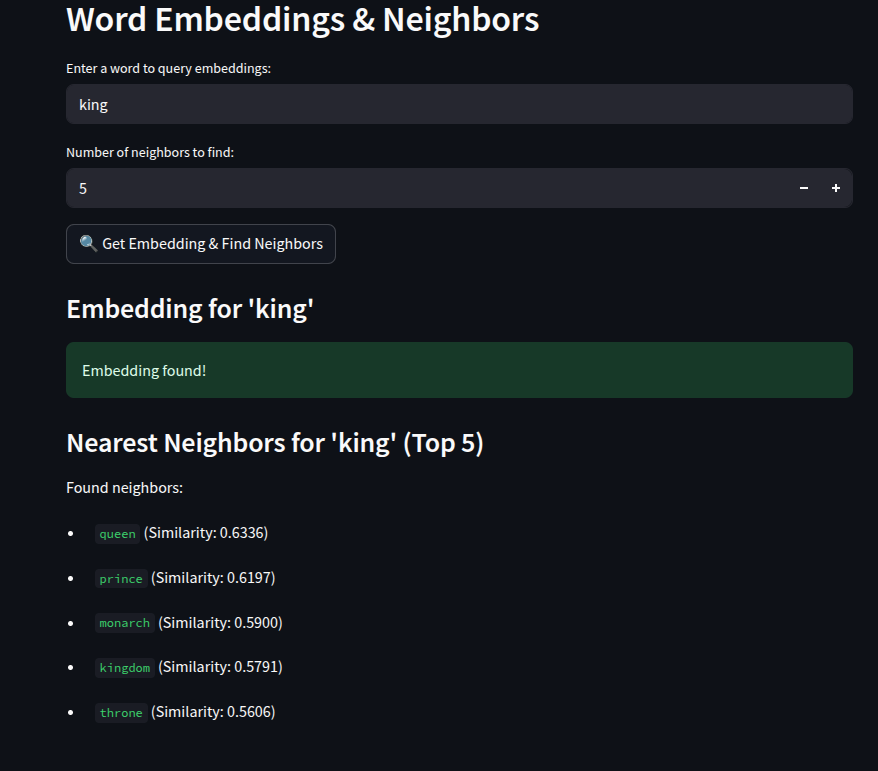 Word Embeddings & Neighbors
Enter a word to query embeddings:
king
Number of neighbors to find:
5
− +
🔍 Get Embedding & Find Neighbors
Embedding for 'king'
Embedding found!
Nearest Neighbors for 'king' (Top 5)
Found neighbors:
• queen (Similarity: 0.6336)
• prince (Similarity: 0.6197)
• monarch (Similarity: 0.5900)
• kingdom (Similarity: 0.5791)
• throne (Similarity: 0.5606)